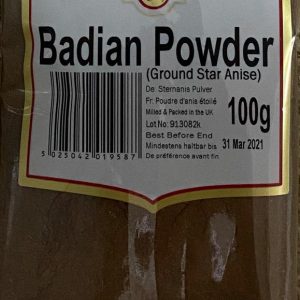 Badian Powder
(Ground Star Anise)
De: Sternanis Pulver
Fr: Poudre d'anis étoilé
Milled & Packed in the UK
100g
Lot No: 913082k
Best Before End
Mindestens haltbar bis
31 Mar 2021
De préférence avant fin
5 025042 019587